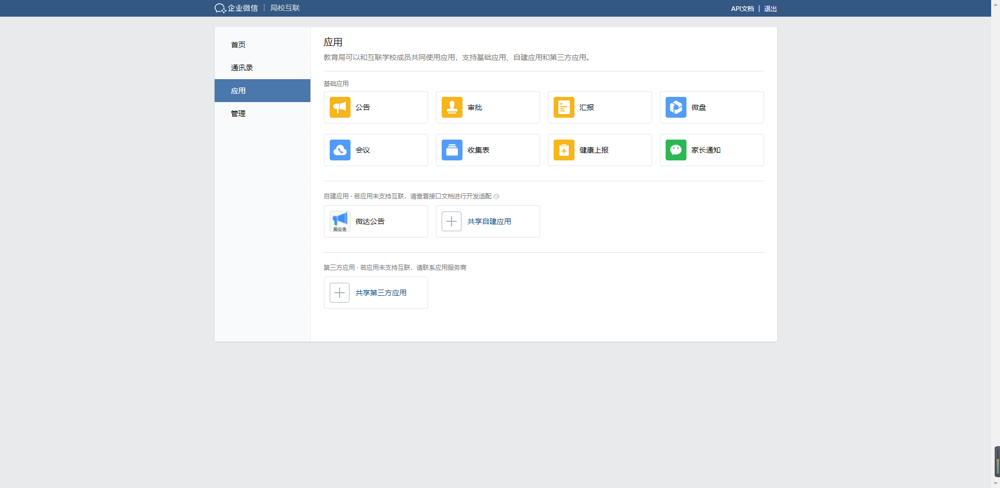 企业微信 | 局校互联
API文档 | 退出
首页
通讯录
应用
管理
应用
教育局可以和互联学校成员共同使用应用，支持基础应用、自建应用和第三方应用。
基础应用
公告
审批
汇报
微盘
会议
收集表
健康上报
家长通知
自建应用 · 若应用未支持互联，请查看接口文档进行开发适配
局公告
微达公告
共享自建应用
第三方应用 · 若应用未支持互联，请联系应用服务商
共享第三方应用